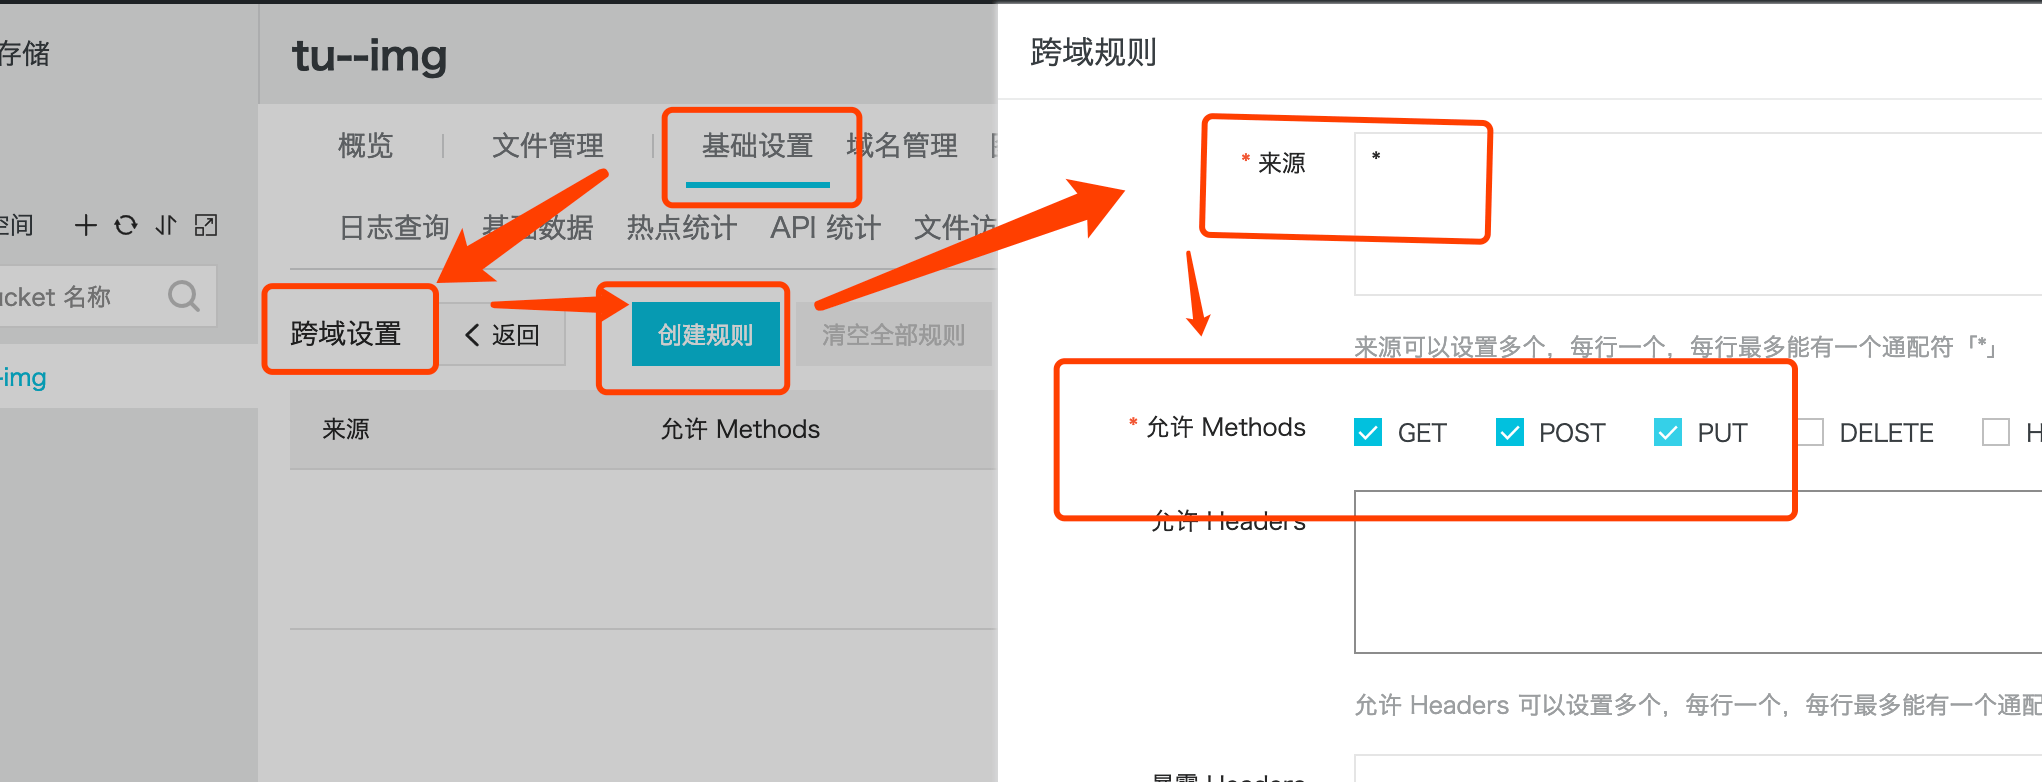 存储
tu--img
概览
文件管理
基础设置
域名管理
日志查询
基础数据
热点统计
API 统计
文件访
空间
ucket 名称
-img
跨域设置
返回
创建规则
清空全部规则
来源
允许 Methods
跨域规则
* 来源
*
来源可以设置多个，每行一个，每行最多能有一个通配符「*」
* 允许 Methods
GET
POST
PUT
DELETE
H
允许 Headers
允许 Headers 可以设置多个，每行一个，每行最多能有一个通配
暴露 Headers